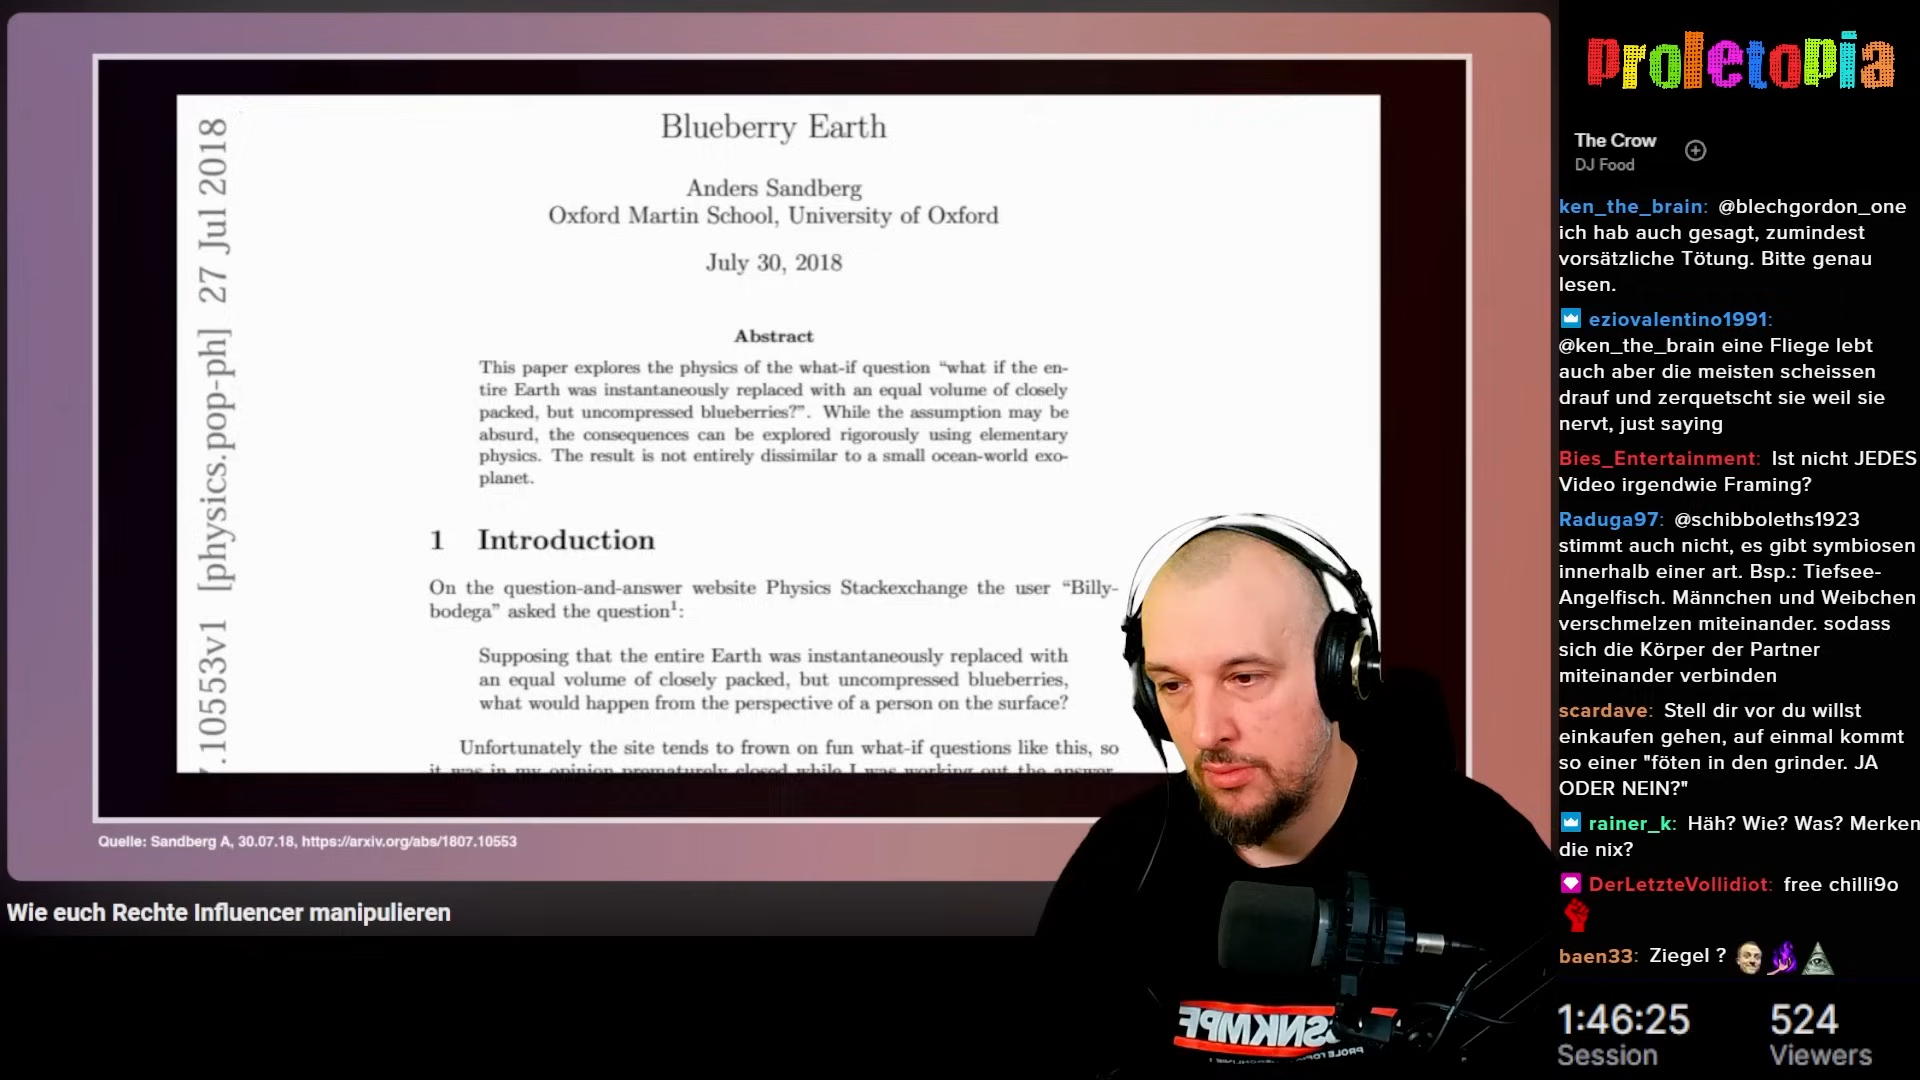 Blueberry Earth
Anders Sandberg
Oxford Martin School, University of Oxford
July 30, 2018
Abstract
This paper explores the physics of the what-if question “what if the en-
tire Earth was instantaneously replaced with an equal volume of closely
packed, but uncompressed blueberries?”. While the assumption may be
absurd, the consequences can be explored rigorously using elementary
physics. The result is not entirely dissimilar to a small ocean-world exo-
planet.
1 Introduction
On the question-and-answer website Physics Stackexchange the user “Billy-
bodega” asked the question1:
Supposing that the entire Earth was instantaneously replaced with
an equal volume of closely packed, but uncompressed blueberries,
what would happen from the perspective of a person on the surface?
Unfortunately the site tends to frown on fun what-if questions like this, so
it was in my opinion prematurely closed while I was working out the answer.
.10553v1 [physics.pop-ph] 27 Jul 2018
Quelle: Sandberg A, 30.07.18, https://arxiv.org/abs/1807.10553
Wie euch Rechte Influencer manipulieren
Proletopia
The Crow
DJ Food
ken_the_brain: @blechgordon_one
ich hab auch gesagt, zumindest
vorsätzliche Tötung. Bitte genau
lesen.
eziovalentino1991:
@ken_the_brain eine Fliege lebt
auch aber die meisten scheissen
drauf und zerquetscht sie weil sie
nervt, just saying
Bies_Entertainment: Ist nicht JEDES
Video irgendwie Framing?
Raduga97: @schibboleths1923
stimmt auch nicht, es gibt symbiosen
innerhalb einer art. Bsp.: Tiefsee-
Angelfisch. Männchen und Weibchen
verschmelzen miteinander. sodass
sich die Körper der Partner
miteinander verbinden
scardave: Stell dir vor du willst
einkaufen gehen, auf einmal kommt
so einer "föten in den grinder. JA
ODER NEIN?"
rainer_k: Häh? Wie? Was? Merken
die nix?
DerLetzteVollidiot: free chilli9o
baen33: Ziegel ?
1:46:25
Session
524
Viewers